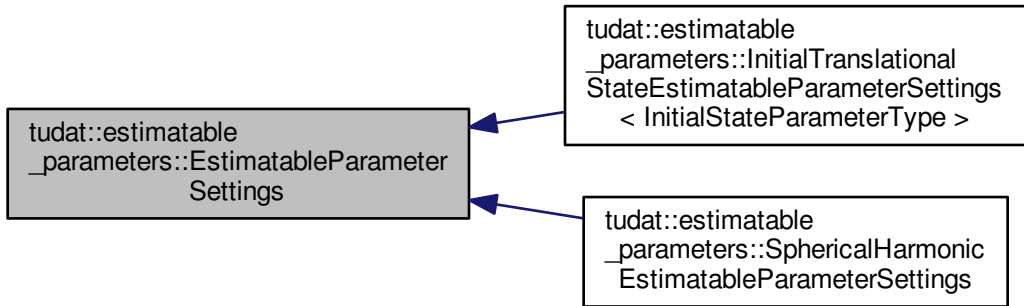 tudat::estimatable
_parameters::EstimatableParameter
Settings
tudat::estimatable
_parameters::InitialTranslational
StateEstimatableParameterSettings
< InitialStateParameterType >
tudat::estimatable
_parameters::SphericalHarmonic
EstimatableParameterSettings